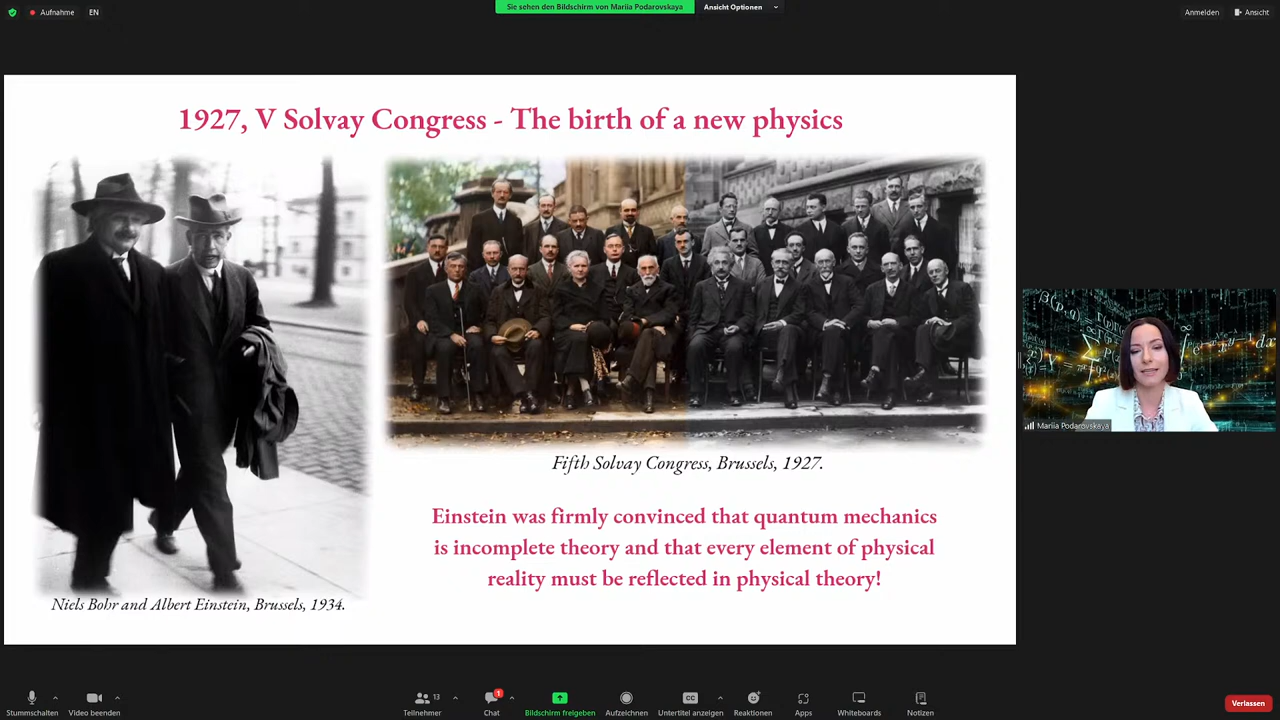 Aufnahme
EN
Sie sehen den Bildschirm von Mariia Podarovskaya
Ansicht Optionen
Anmelden
Ansicht
1927, V Solvay Congress - The birth of a new physics
Fifth Solvay Congress, Brussels, 1927.
Einstein was firmly convinced that quantum mechanics
is incomplete theory and that every element of physical
reality must be reflected in physical theory!
Niels Bohr and Albert Einstein, Brussels, 1934.
Mariia Podarovskaya
Stummschalten
Video beenden
13
Teilnehmer
1
Chat
Bildschirm freigeben
Aufzeichnen
CC
Untertitel anzeigen
Reaktionen
Apps
Whiteboards
Notizen
Verlassen